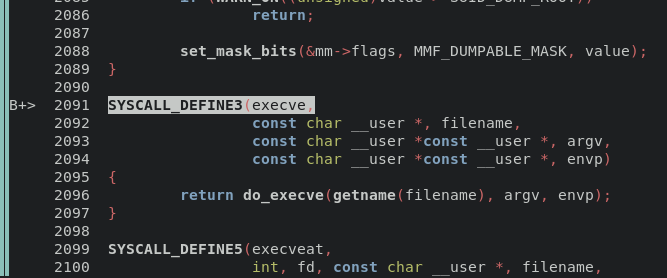 2086                 return;
2087
2088         set_mask_bits(&mm->flags, MMF_DUMPABLE_MASK, value);
2089 }
2090
B+> 2091 SYSCALL_DEFINE3(execve,
2092                 const char __user *, filename,
2093                 const char __user *const __user *, argv,
2094                 const char __user *const __user *, envp)
2095 {
2096         return do_execve(getname(filename), argv, envp);
2097 }
2098
2099 SYSCALL_DEFINE5(execveat,
2100                 int, fd, const char __user *, filename,